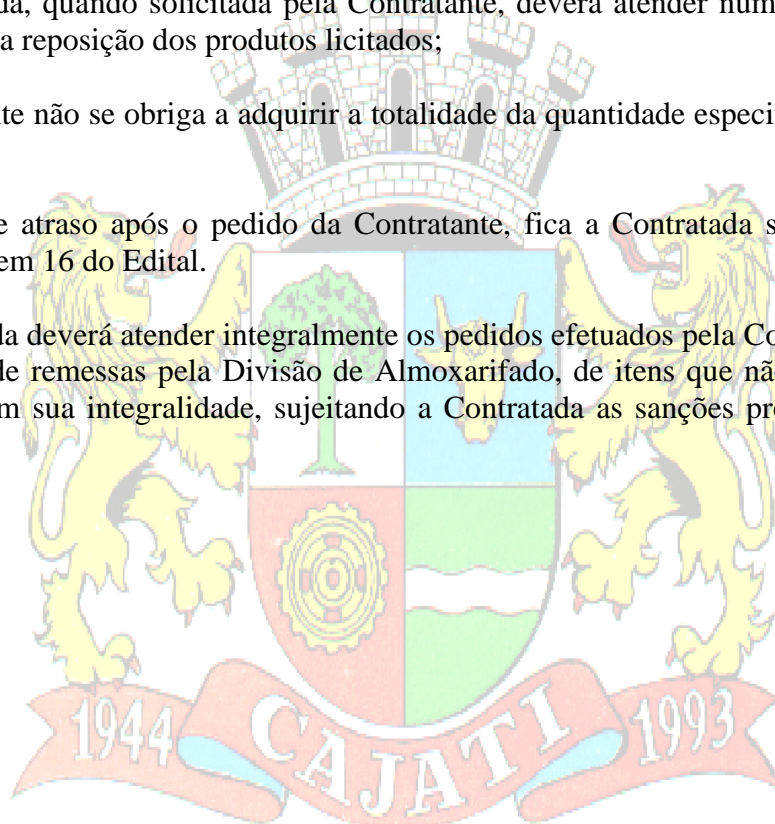 da, quando solicitada pela Contratante, deverá atender num
a reposição dos produtos licitados;
te não se obriga a adquirir a totalidade da quantidade especi
e atraso após o pedido da Contratante, fica a Contratada s
em 16 do Edital.
da deverá atender integralmente os pedidos efetuados pela Co
de remessas pela Divisão de Almoxarifado, de itens que nã
m sua integralidade, sujeitando a Contratada as sanções pr
1944 CAJATI 1993